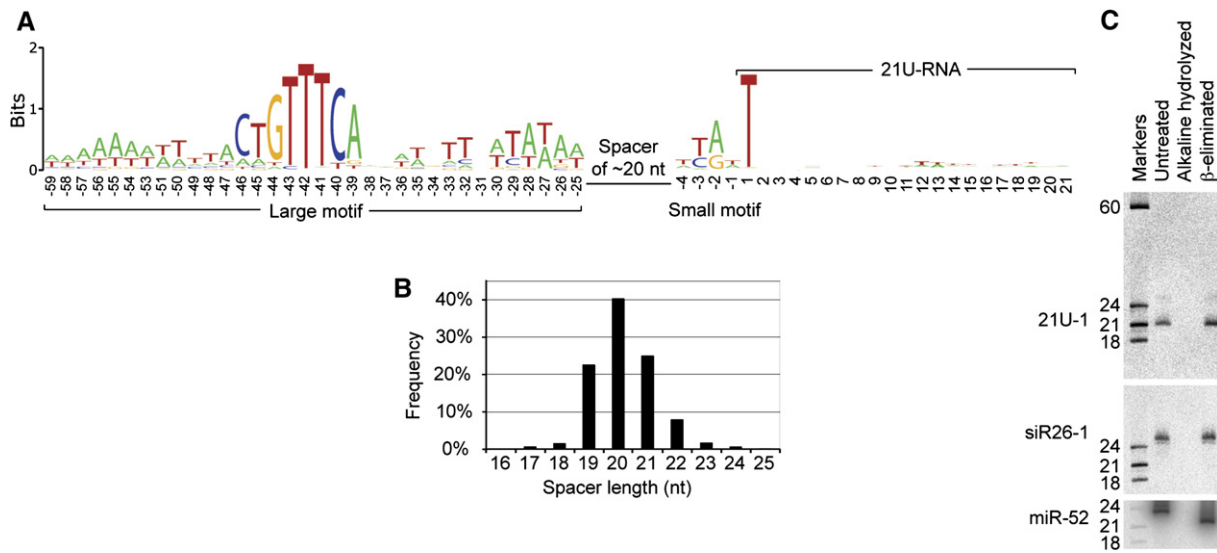 A
C
Bits
2
1
0
21U-RNA
Spacer
of ~20 nt
-59 -58 -57 -56 -55 -54 -53 -51 -50 -49 -48 -47 -46 -45 -44 -43 -42 -41 -40 -39 -38 -37 -36 -35 -34 -33 -32 -31 -30 -29 -28 -27 -26 -25
-4 -3 -2 -1 1 2 3 4 5 6 7 8 9 10 11 12 13 14 15 16 17 18 19 20 21
Large motif
Small motif
Markers
Untreated
Alkaline hydrolyzed
β-eliminated
60
24
21U-1
21
18
siR26-1
24
21
18
miR-52
24
21
18
B
Frequency
40%
30%
20%
10%
0%
16 17 18 19 20 21 22 23 24 25
Spacer length (nt)